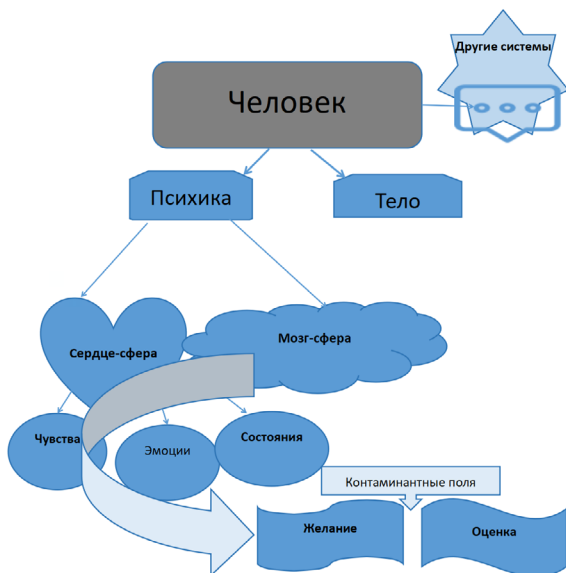 Другие системы
Человек
Психика
Тело
Сердце-сфера
Мозг-сфера
Чувства
Эмоции
Состояния
Контаминантные поля
Желание
Оценка